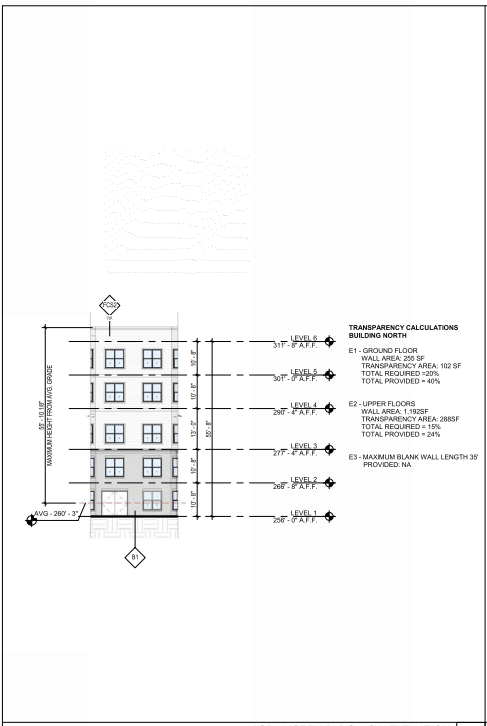 FCS2
TYP.
LEVEL 6
311' - 8" A.F.F.
LEVEL 5
301' - 0" A.F.F.
LEVEL 4
290' - 4" A.F.F.
LEVEL 3
277' - 4" A.F.F.
LEVEL 2
266' - 8" A.F.F.
LEVEL 1
256' - 0" A.F.F.
10' - 8"
10' - 8"
13' - 0"
10' - 8"
10' - 8"
55' - 8"
MAXIMUM HEIGHT FROM AVG. GRADE
AVG - 260' - 3"
B1
TRANSPARENCY CALCULATIONS
BUILDING NORTH
E1 - GROUND FLOOR
WALL AREA: 255 SF
TRANSPARENCY AREA: 102 SF
TOTAL REQUIRED =20%
TOTAL PROVIDED = 40%
E2 - UPPER FLOORS
WALL AREA: 1,192SF
TRANSPARENCY AREA: 288SF
TOTAL REQUIRED = 15%
TOTAL PROVIDED = 24%
E3 - MAXIMUM BLANK WALL LENGTH 35'
PROVIDED: NA